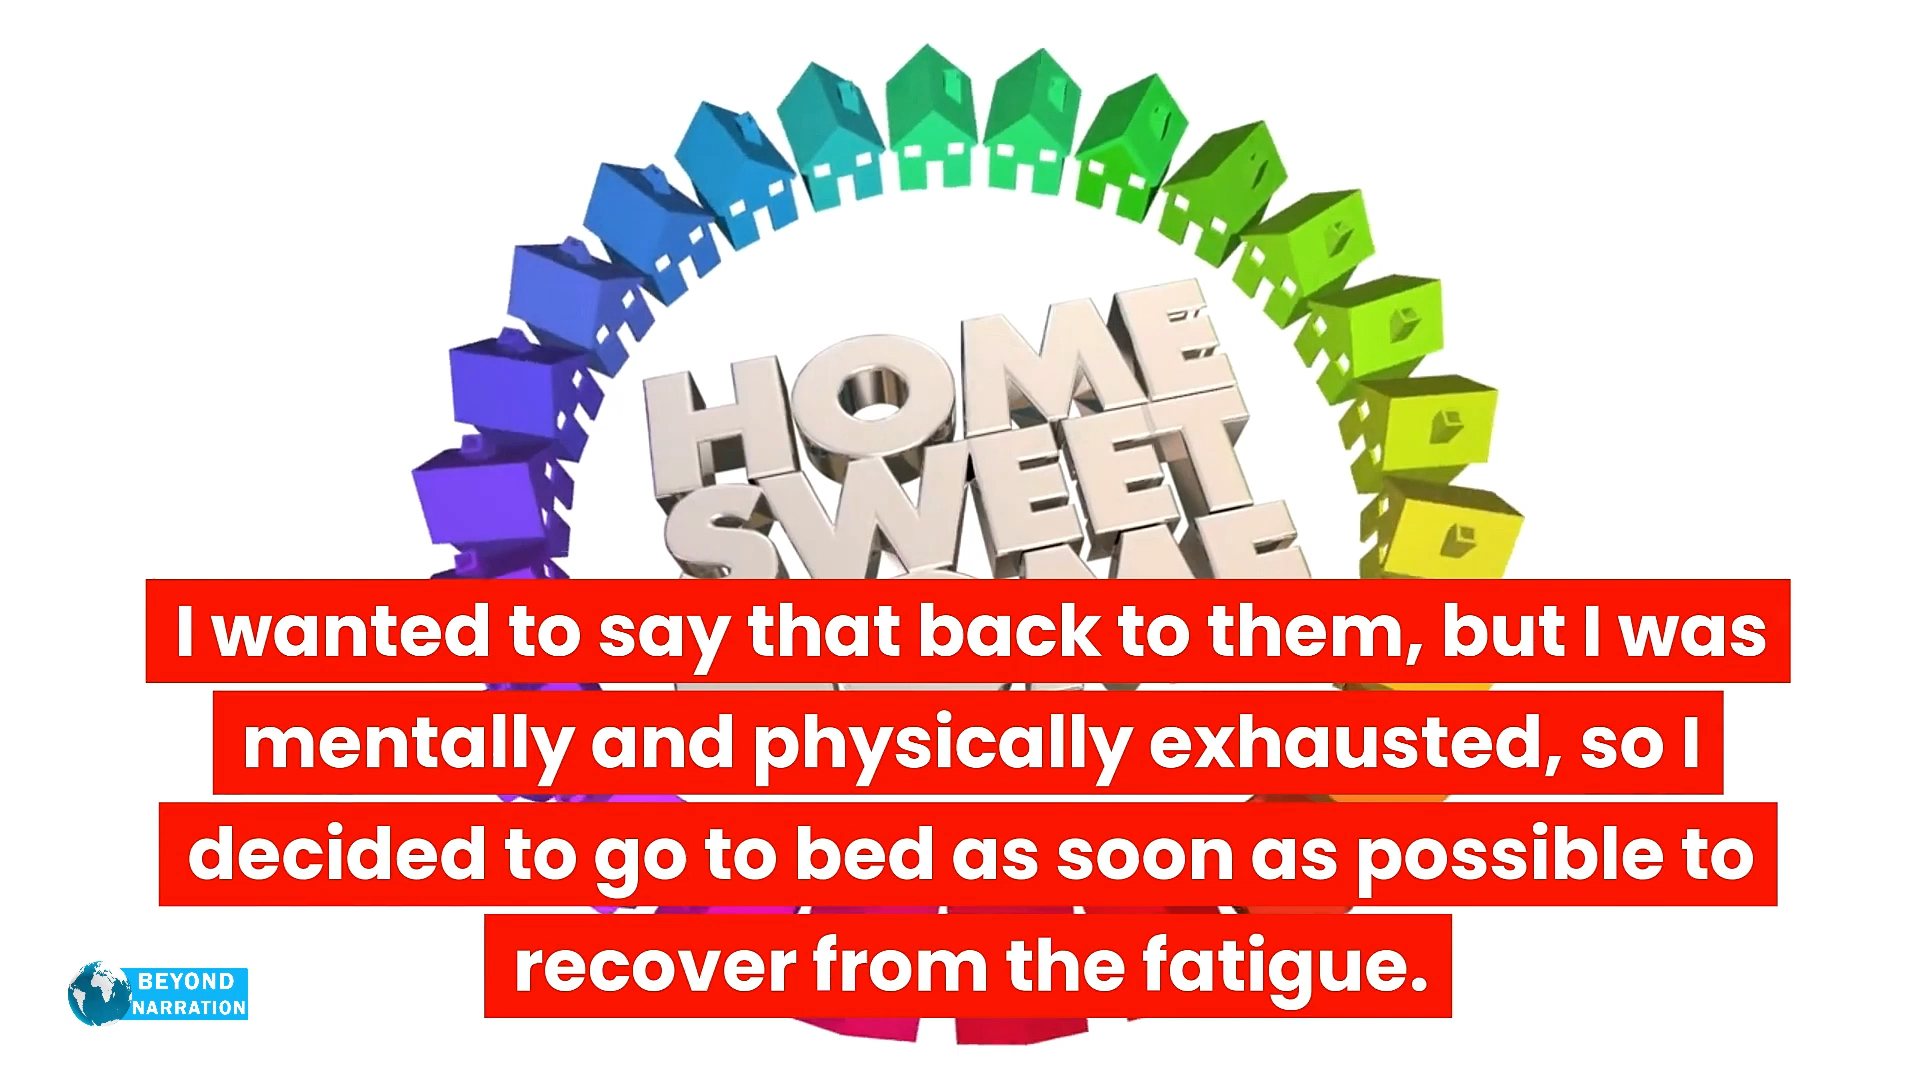 HOME
SWEET
HOME
I wanted to say that back to them, but I was
mentally and physically exhausted, so I
decided to go to bed as soon as possible to
recover from the fatigue.
BEYOND
NARRATION